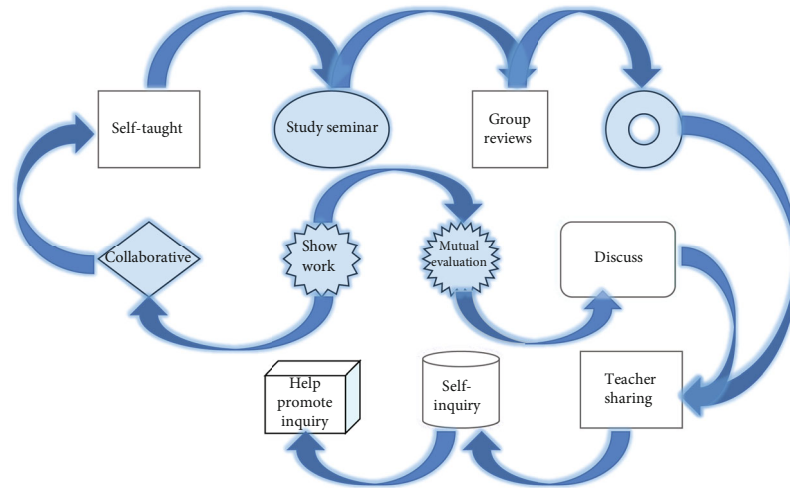 Self-taught
Study seminar
Group
reviews
Collaborative
Show
work
Mutual
evaluation
Discuss
Help
promote
inquiry
Self-
inquiry
Teacher
sharing